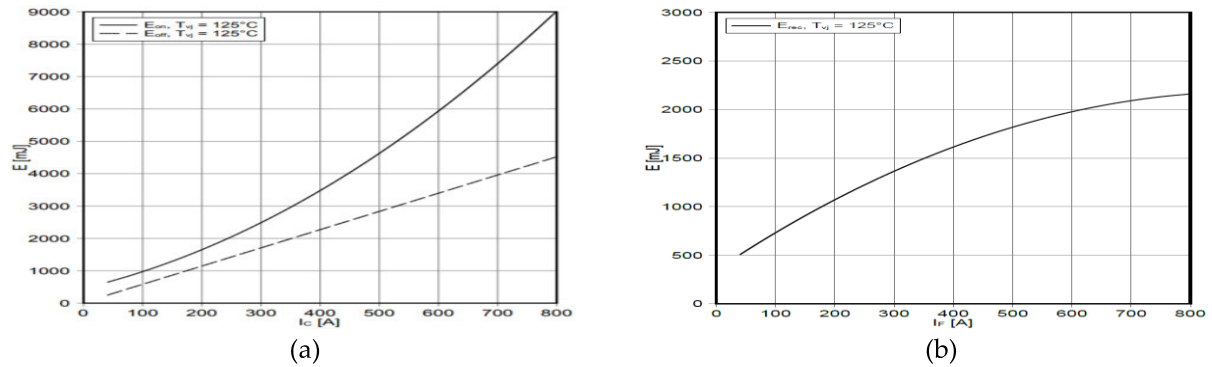 9000
8000
7000
6000
5000
4000
3000
2000
1000
0
E [mJ]
Eon, Tvj = 125°C
Eoff, Tvj = 125°C
0 100 200 300 400 500 600 700 800
IC [A]
(a)
3000
2500
2000
1500
1000
500
0
E [mJ]
Erec, Tvj = 125°C
0 100 200 300 400 500 600 700 800
IF [A]
(b)